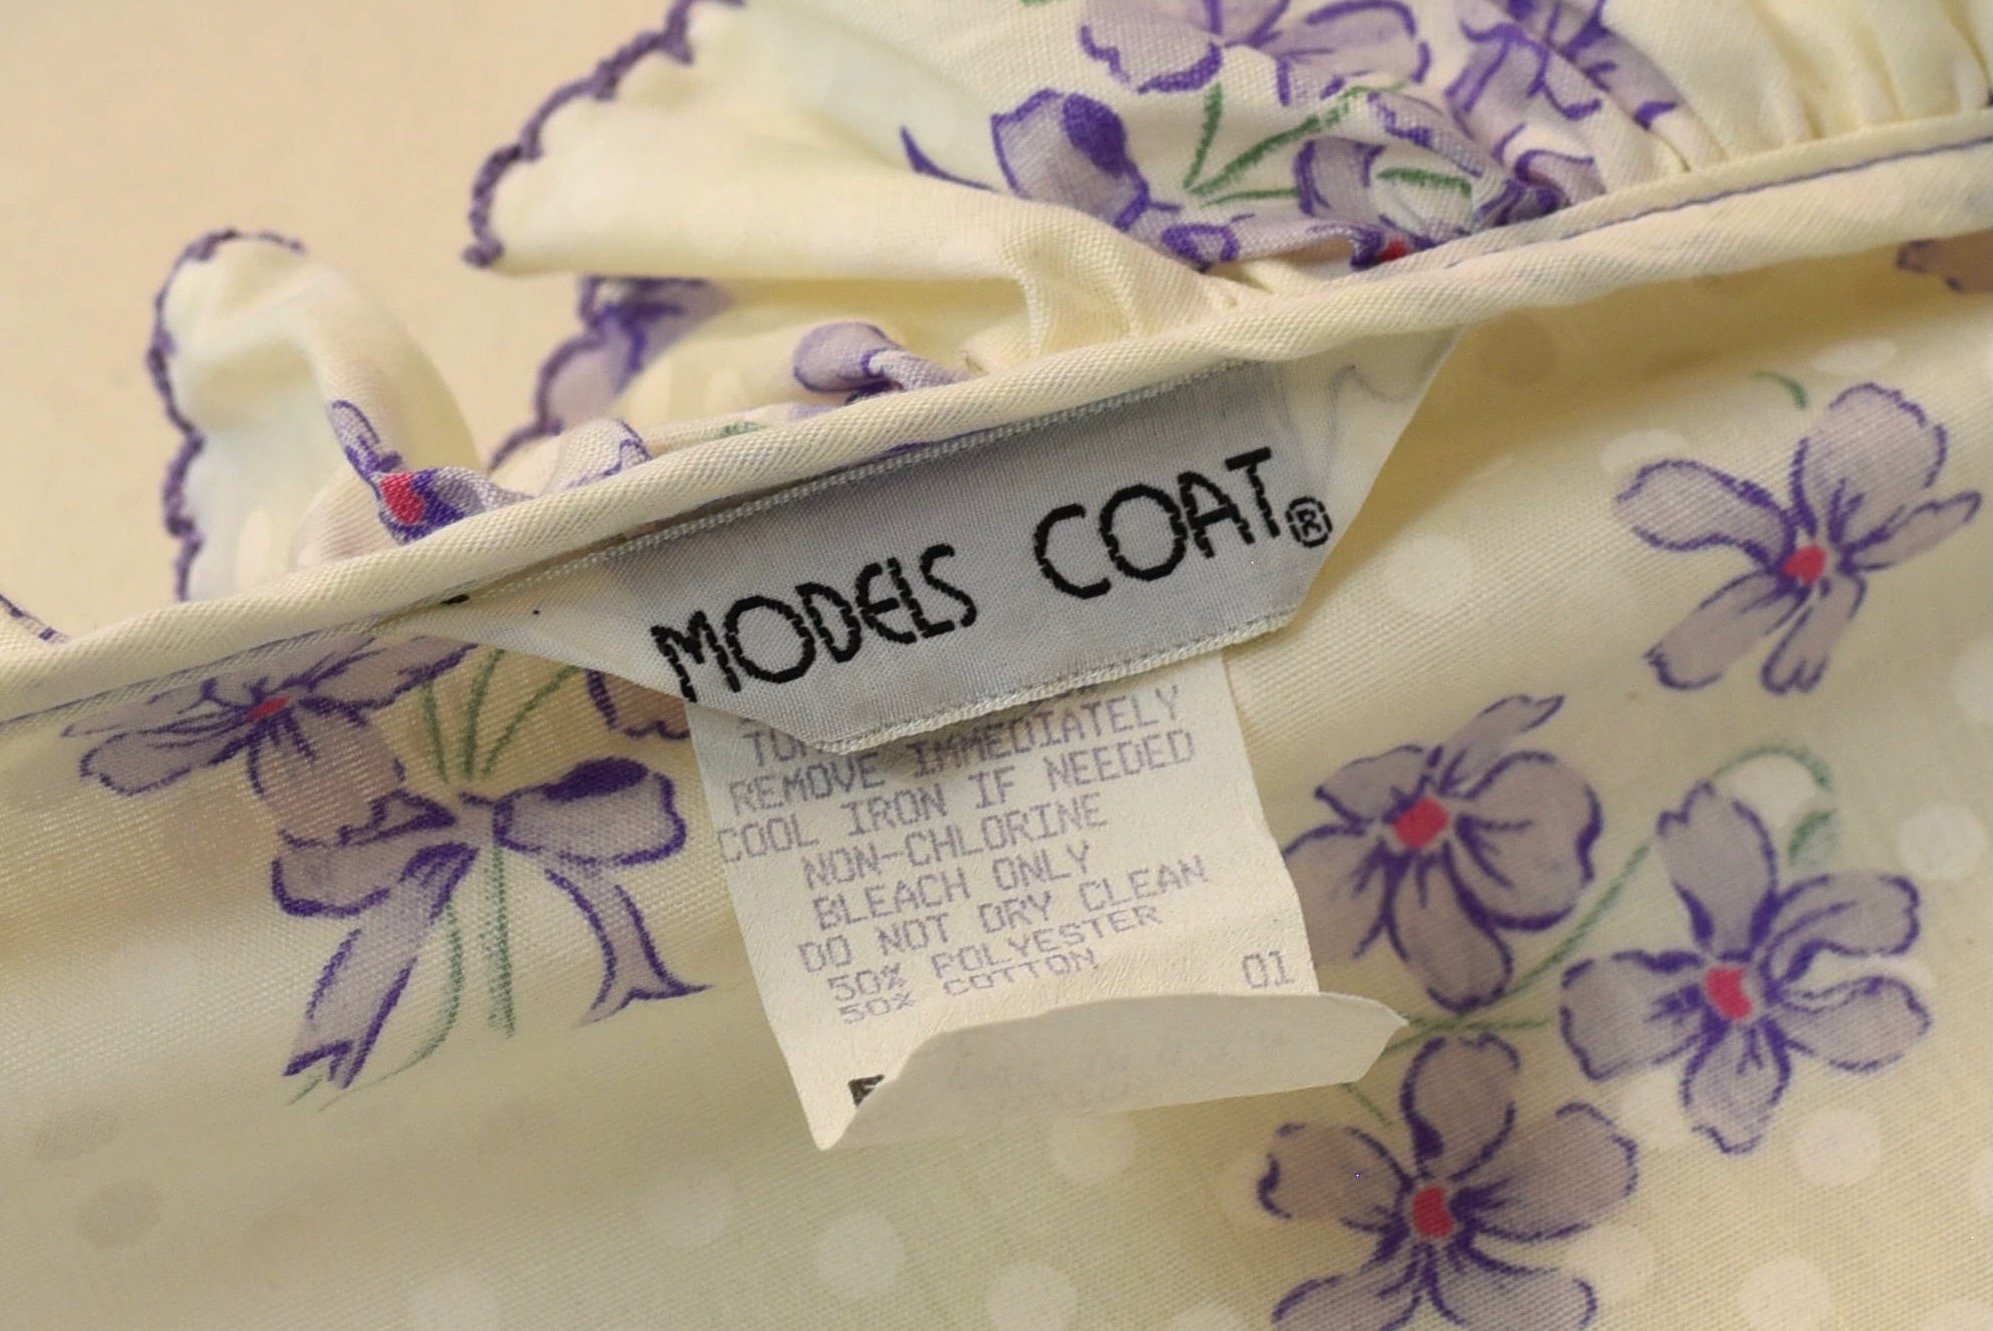 MODELS COAT®
IMMEDIATELY
REMOVE
COOL IRON IF NEEDED
NON-CHLORINE
BLEACH ONLY
DO NOT DRY CLEAN
50% POLYESTER
50% COTTON
01